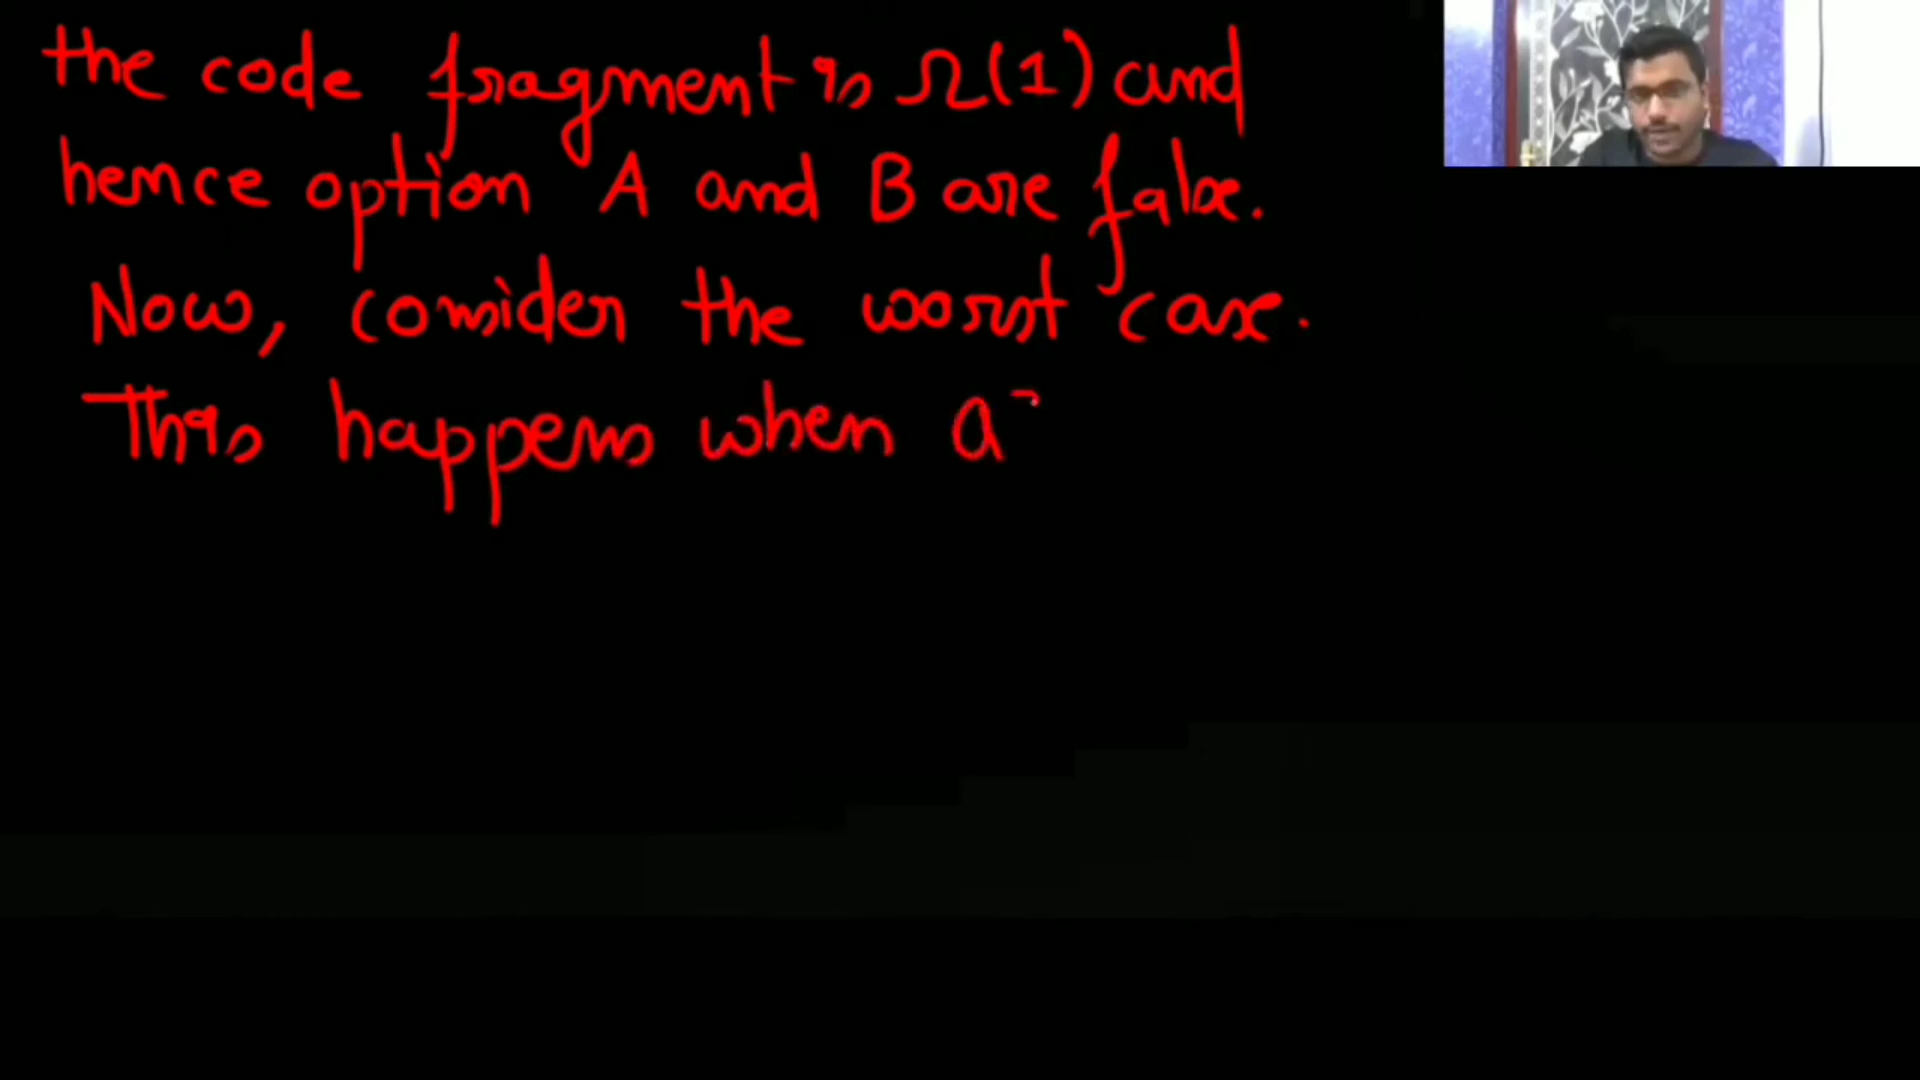 the code fragment is Ω(1) and
hence option A and B are false.
Now, consider the worst case.
This happens when a